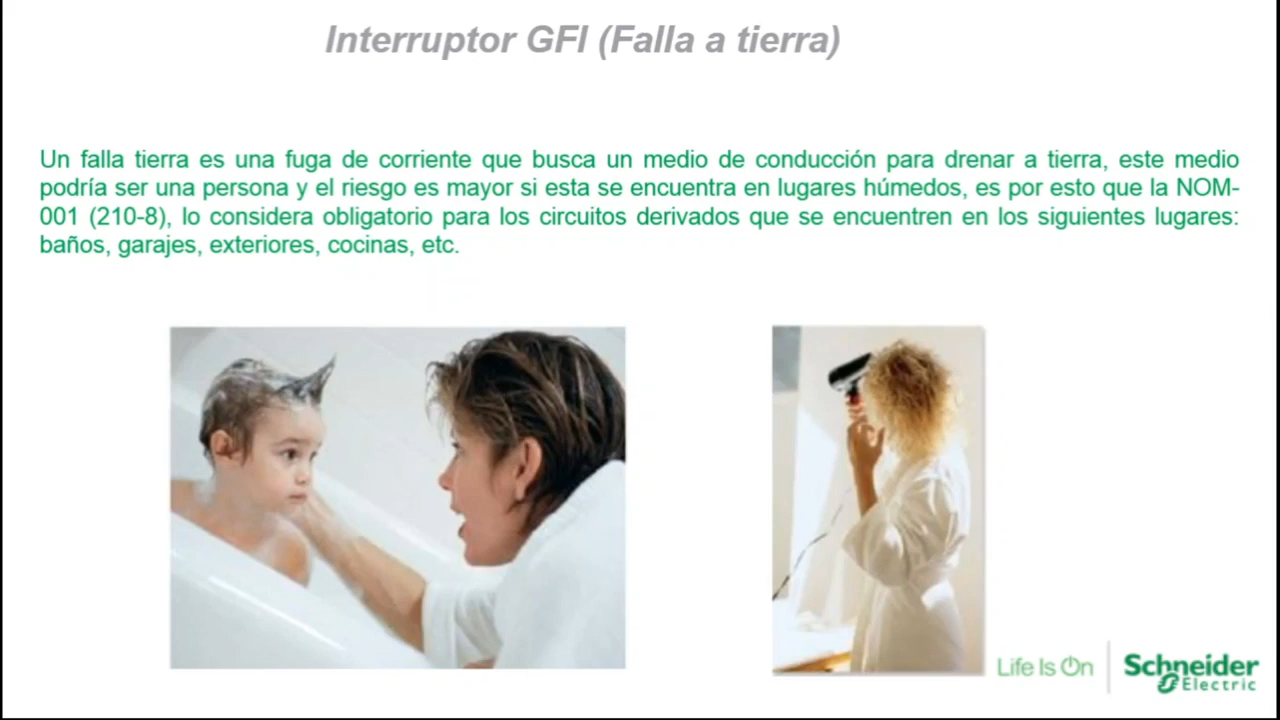 Interruptor GFI (Falla a tierra)
Un falla tierra es una fuga de corriente que busca un medio de conducción para drenar a tierra, este medio
podría ser una persona y el riesgo es mayor si esta se encuentra en lugares húmedos, es por esto que la NOM-
001 (210-8), lo considera obligatorio para los circuitos derivados que se encuentren en los siguientes lugares:
baños, garajes, exteriores, cocinas, etc.
Life Is On
Schneider
Electric